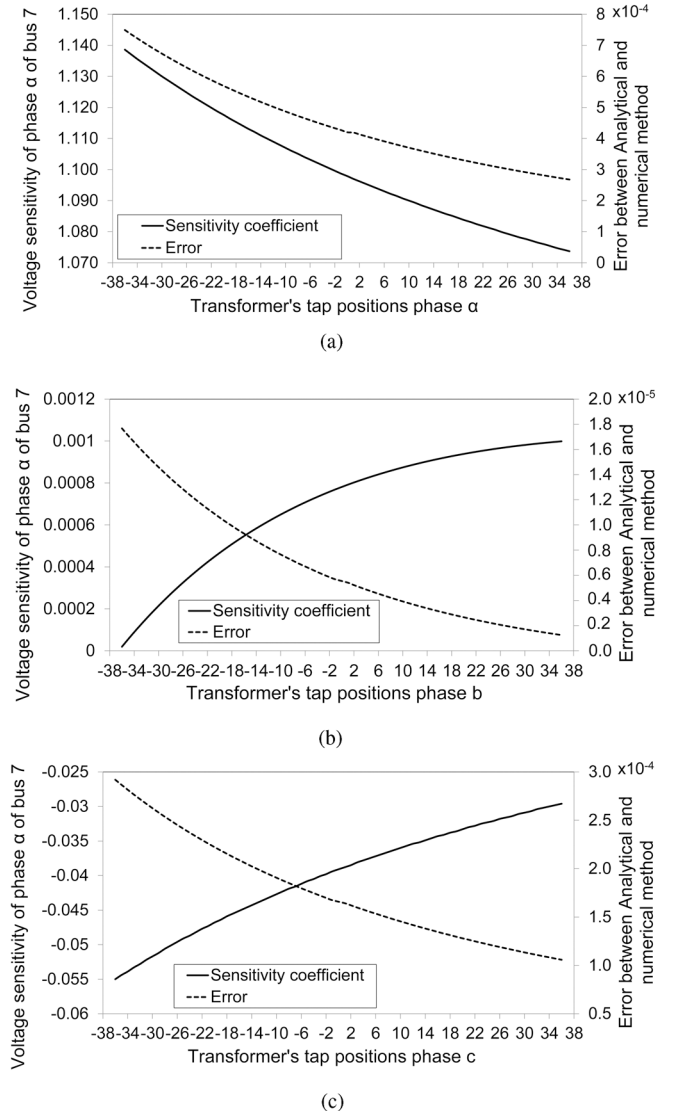 Voltage sensitivity of phase α of bus 7
1.150
1.140
1.130
1.120
1.110
1.100
1.090
1.080
1.070
8 x10-4
7
6
5
4
3
2
1
0
Error between Analytical and
numerical method
Sensitivity coefficient
Error
-38-34-30-26-22-18-14-10 -6 -2 2 6 10 14 18 22 26 30 34 38
Transformer's tap positions phase α
(a)
Voltage sensitivity of phase α of bus 7
0.0012
0.001
0.0008
0.0006
0.0004
0.0002
0
2.0 x10-5
1.8
1.6
1.4
1.2
1.0
0.8
0.6
0.4
0.2
0.0
Error between Analytical and
numerical method
Sensitivity coefficient
Error
-38-34-30-26-22-18-14-10 -6 -2 2 6 10 14 18 22 26 30 34 38
Transformer's tap positions phase b
(b)
Voltage sensitivity of phase α of bus 7
-0.025
-0.03
-0.035
-0.04
-0.045
-0.05
-0.055
-0.06
3.0 x10-4
2.5
2.0
1.5
1.0
0.5
Error between Analytical and
numerical method
Sensitivity coefficient
Error
-38-34-30-26-22-18-14-10 -6 -2 2 6 10 14 18 22 26 30 34 38
Transformer's tap positions phase c
(c)